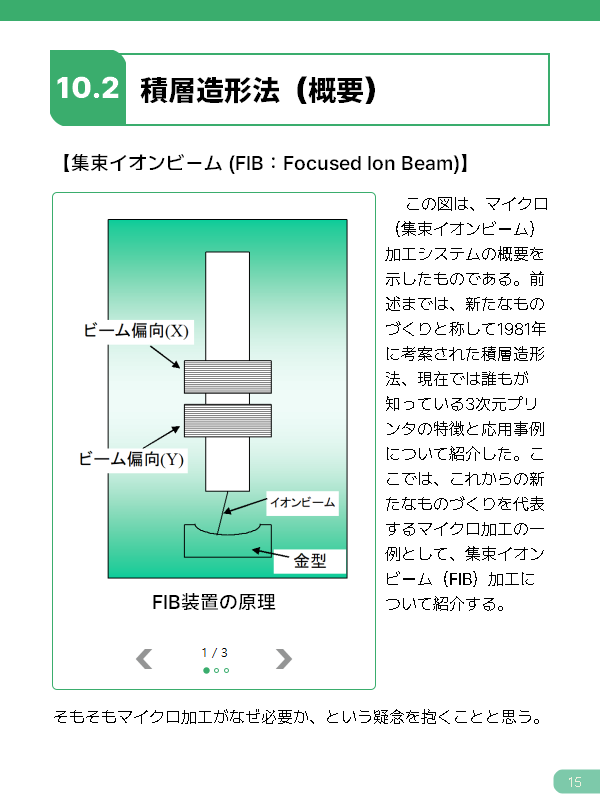 10.2 積層造形法（概要）
【集束イオンビーム (FIB：Focused Ion Beam)】
ビーム偏向(X)
ビーム偏向(Y)
イオンビーム
金型
FIB装置の原理
1 / 3
この図は、マイクロ
（集束イオンビーム）
加工システムの概要を
示したものである。前
述までは、新たなもの
づくりと称して1981年
に考案された積層造形
法、現在では誰もが
知っている3次元プリ
ンタの特徴と応用事例
について紹介した。こ
こでは、これからの新
たなものづくりを代表
するマイクロ加工の一
例として、集束イオン
ビーム（FIB）加工に
ついて紹介する。
そもそもマイクロ加工がなぜ必要か、という疑念を抱くことと思う。
15